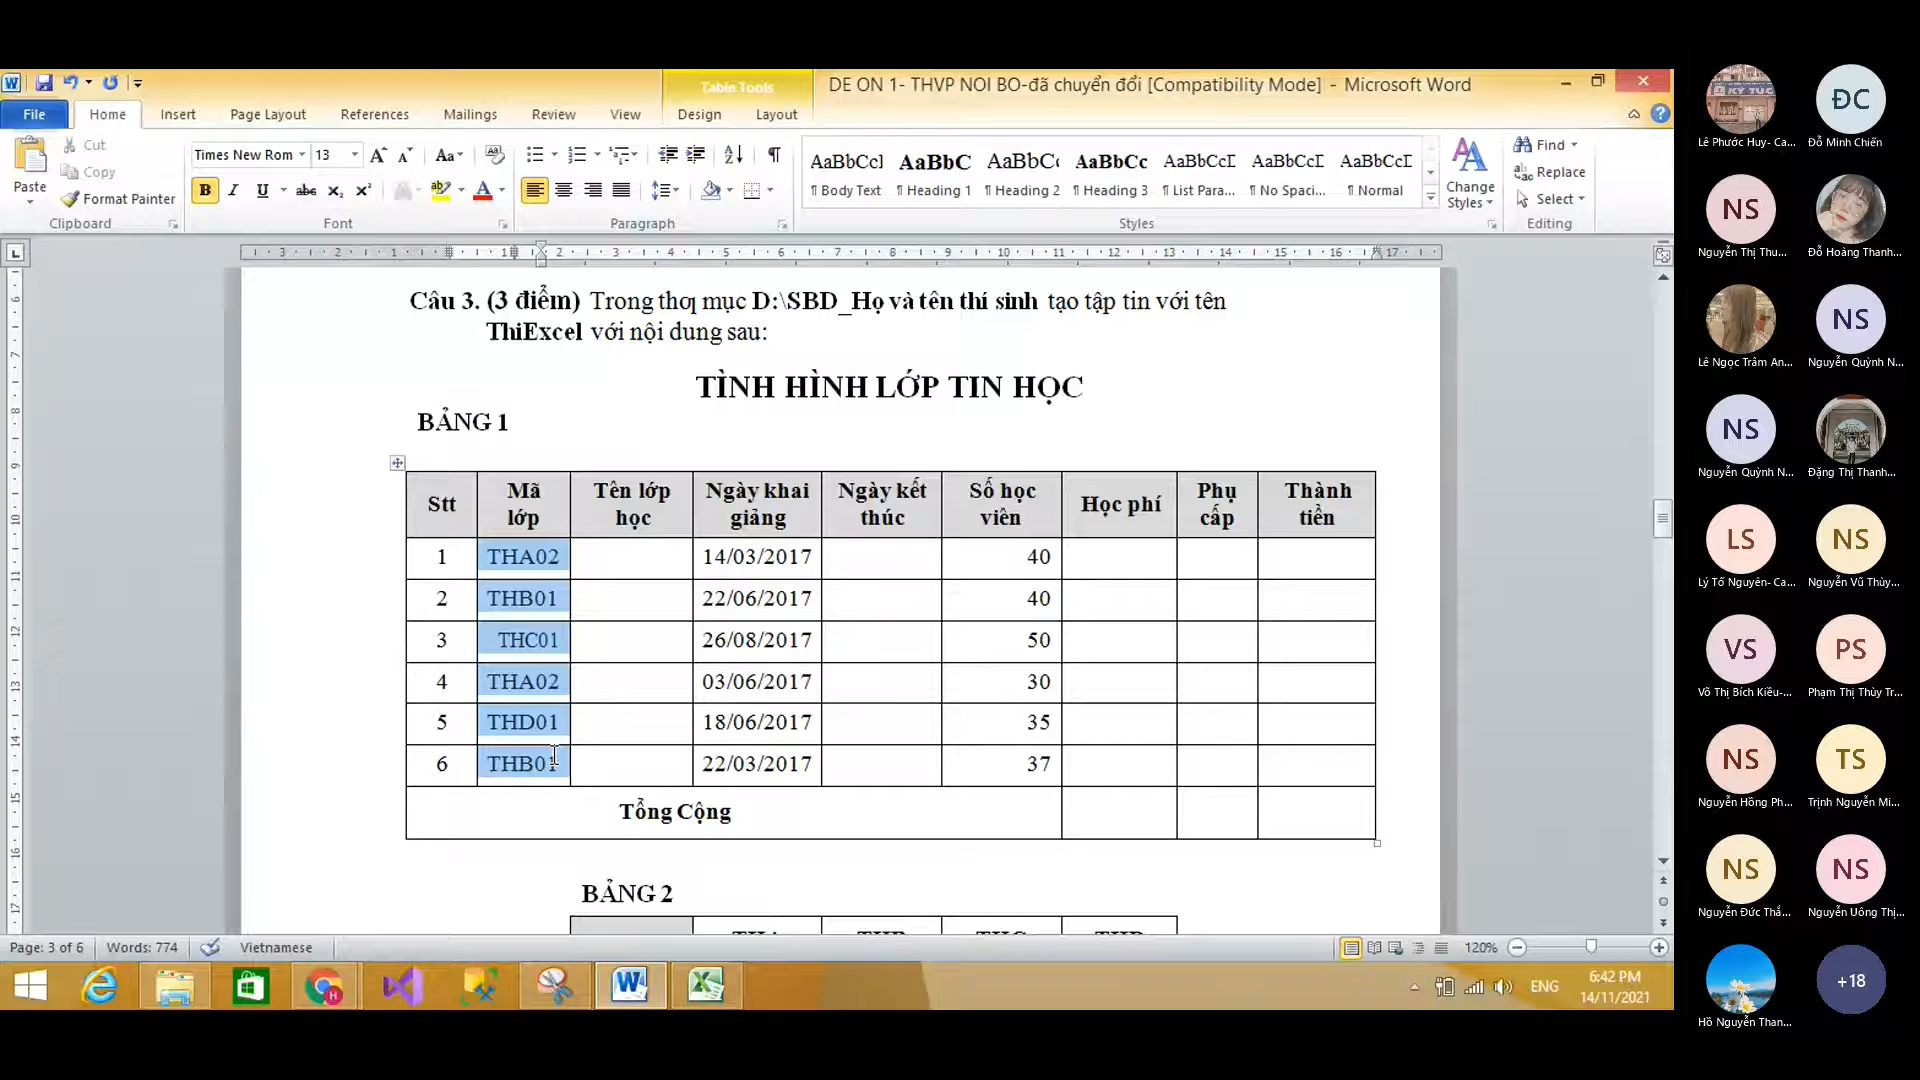 Table Tools
DE ON 1- THVP NOI BO-đã chuyển đổi [Compatibility Mode] - Microsoft Word
File Home Insert Page Layout References Mailings Review View Design Layout
Paste
Cut
Copy
Format Painter
Clipboard
Times New Rom 13
Font
Paragraph
AaBbCcI AaBbC AaBbCc AaBbCc AaBbCcD AaBbCcD AaBbCcD
¶ Body Text ¶ Heading 1 ¶ Heading 2 ¶ Heading 3 ¶ List Para... ¶ No Spaci... ¶ Normal
Styles
Change Styles
Find
Replace
Select
Editing
Câu 3. (3 điểm) Trong thư mục D:\SBD_Họ và tên thí sinh tạo tập tin với tên
ThiExcel với nội dung sau:
TÌNH HÌNH LỚP TIN HỌC
BẢNG 1
Stt Mã lớp Tên lớp học Ngày khai giảng Ngày kết thúc Số học viên Học phí Phụ cấp Thành tiền
1 THA02 14/03/2017 40
2 THB01 22/06/2017 40
3 THC01 26/08/2017 50
4 THA02 03/06/2017 30
5 THD01 18/06/2017 35
6 THB01 22/03/2017 37
Tổng Cộng
BẢNG 2
Page: 3 of 6 Words: 774 Vietnamese 120%
ENG
6:42 PM
14/11/2021
Lê Phước Huy- Ca...
ĐC
Đỗ Minh Chiến
NS
Nguyễn Thị Thu...
Đỗ Hoàng Thanh...
Lê Ngọc Trâm An...
NS
Nguyễn Quỳnh N...
NS
Nguyễn Quỳnh N...
Đặng Thị Thanh...
LS
Lý Tố Nguyên- Ca...
NS
Nguyễn Vũ Thùy...
VS
Võ Thị Bích Kiều-...
PS
Phạm Thị Thùy Tr...
NS
Nguyễn Hồng Ph...
TS
Trịnh Nguyễn Mi...
NS
Nguyễn Đức Thắ...
NS
Nguyễn Uông Thị...
Hồ Nguyễn Than...
+18